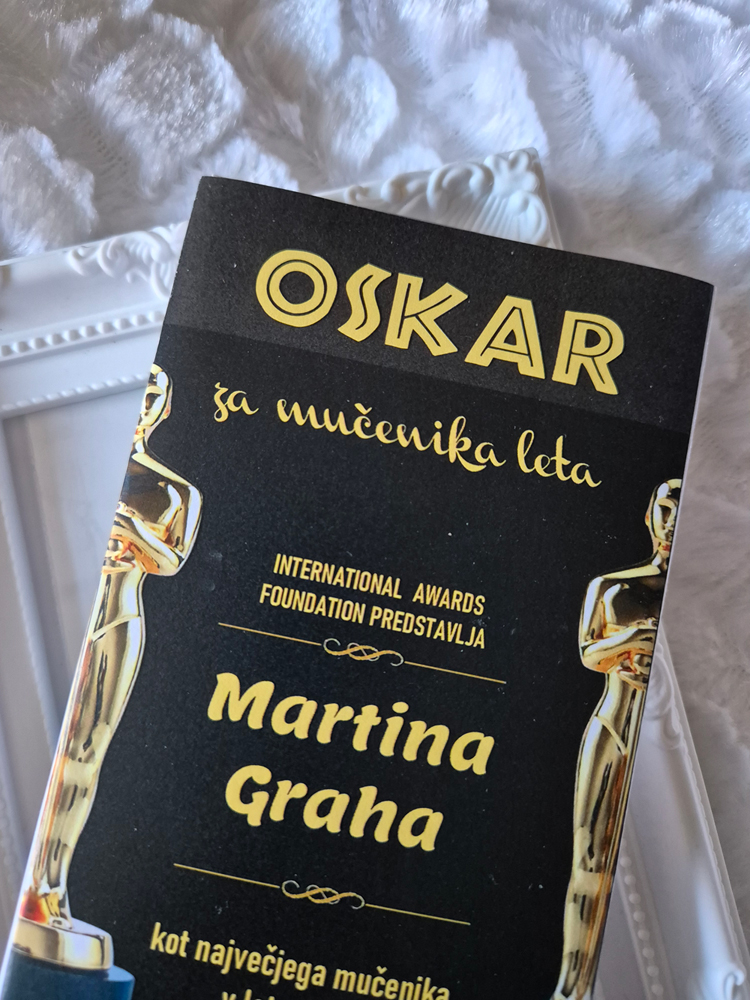 OSKAR
za mučenika leta
INTERNATIONAL AWARDS
FOUNDATION PREDSTAVLJA
Martina
Graha
kot največjega mučenika